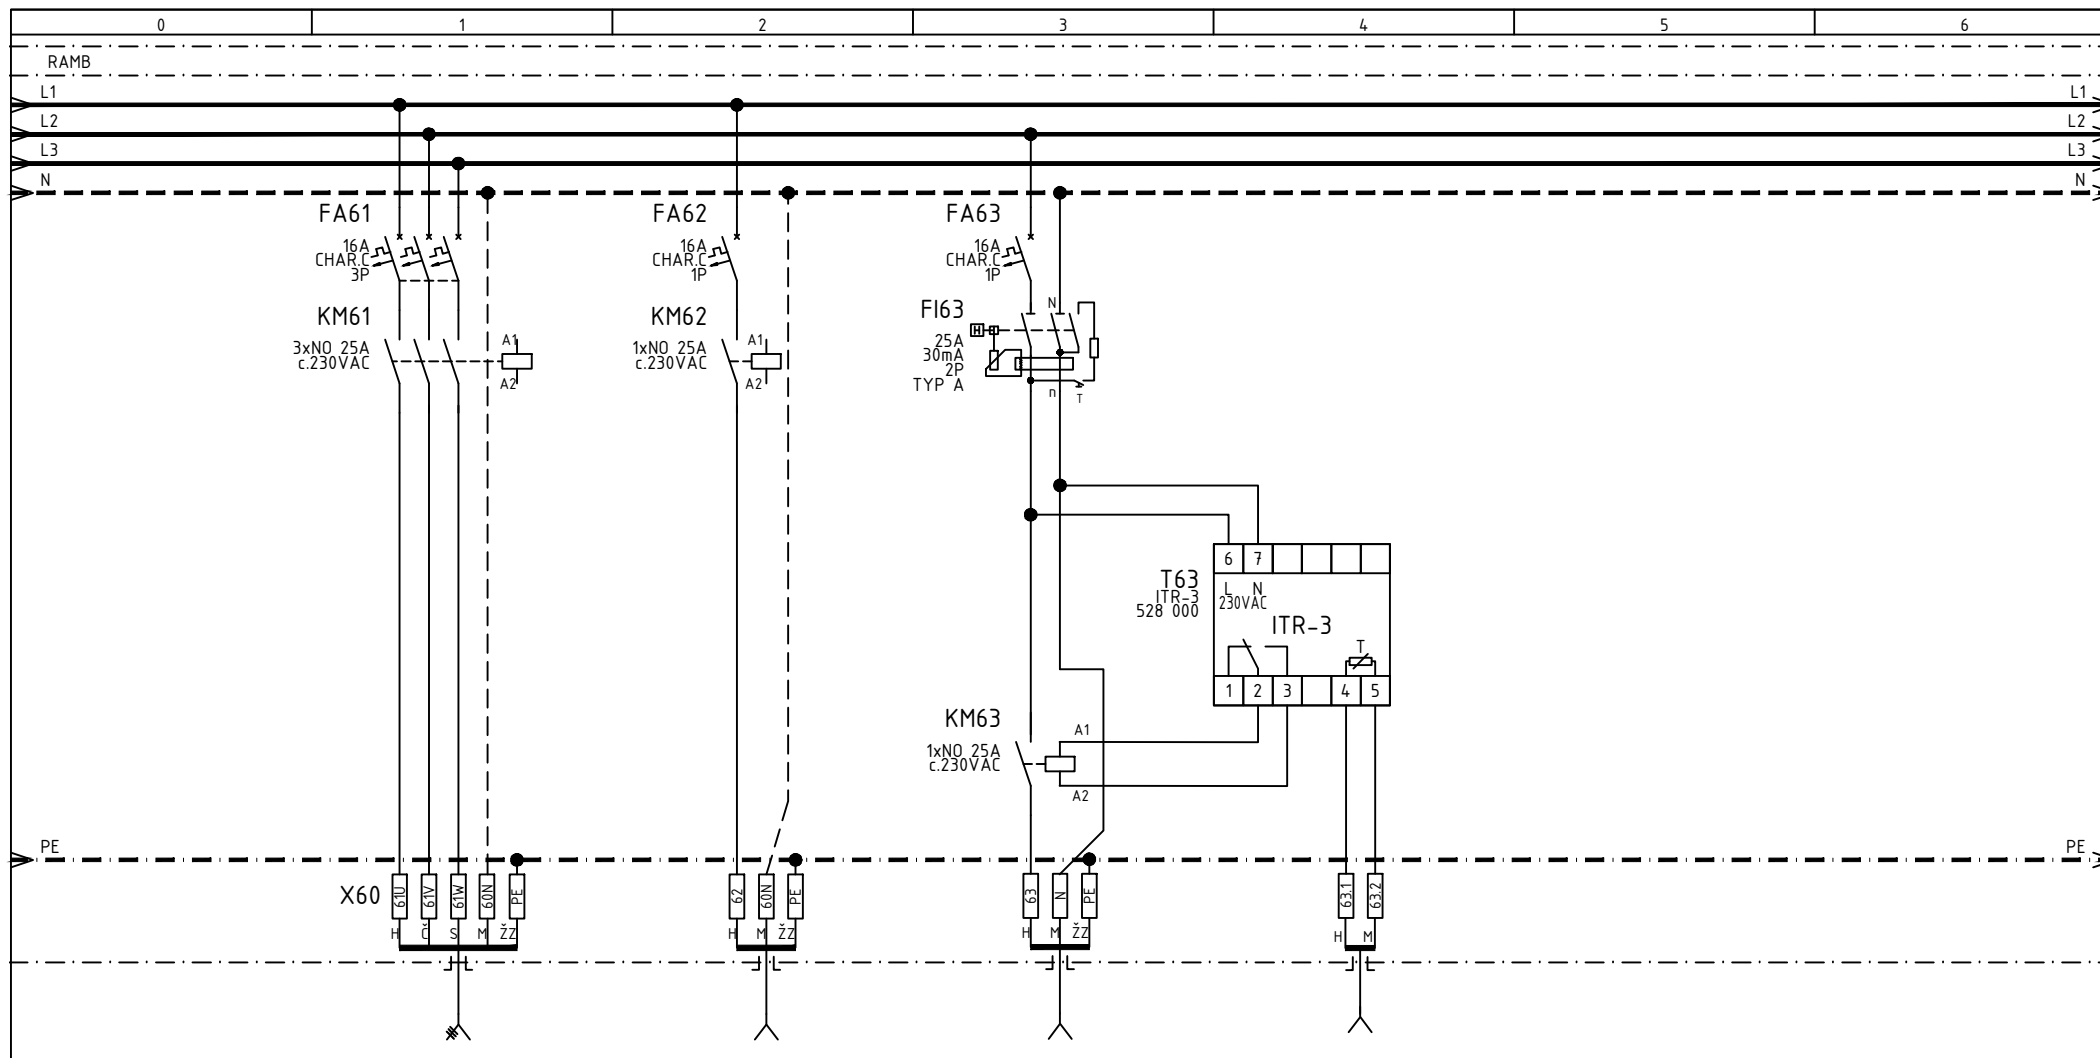 0 1 2 3 4 5 6
RAMB
L1 L1
L2 L2
L3 L3
N N
FA61
16A
CHAR.C
3P
KM61
3xNO 25A
c.230VAC
A1
A2
FA62
16A
CHAR.C
1P
KM62
1xNO 25A
c.230VAC
A1
A2
FA63
16A
CHAR.C
1P
FI63
25A
30mA
2P
TYP A
N
H
n
T
T63
ITR-3
528 000
6 7
L N
230VAC
ITR-3
T
1 2 3 4 5
KM63
1xNO 25A
c.230VAC
A1
A2
PE PE
X60
61U 61V 61W 60N PE
H Č S M ŽZ
62 60N PE
H M ŽZ
63 N PE
H M ŽZ
63.1 63.2
H M